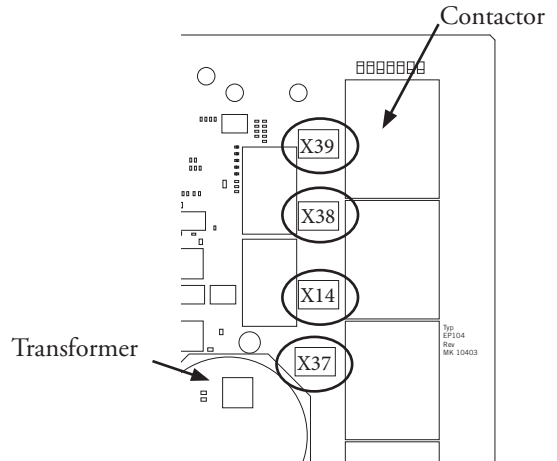 Contactor
X39
X38
X14
Typ
EP104
Rev
MK 10403
Transformer
X37